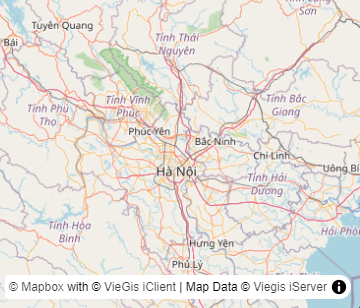 Tuyên Quang
Bái
Tỉnh Thái
Nguyên
Sơn
Tỉnh Phú
Thọ
Tỉnh Vĩnh
Phúc
Tỉnh Bắc
Giang
Phúc Yên
Bắc Ninh
Chí Linh
Hà Nội
Uông Bí
Tỉnh Hải
Dương
Tỉnh Hòa
Bình
Hải Phò
Hưng Yên
Phủ Lý
© Mapbox with © VieGis iClient | Map Data © Viegis iServer